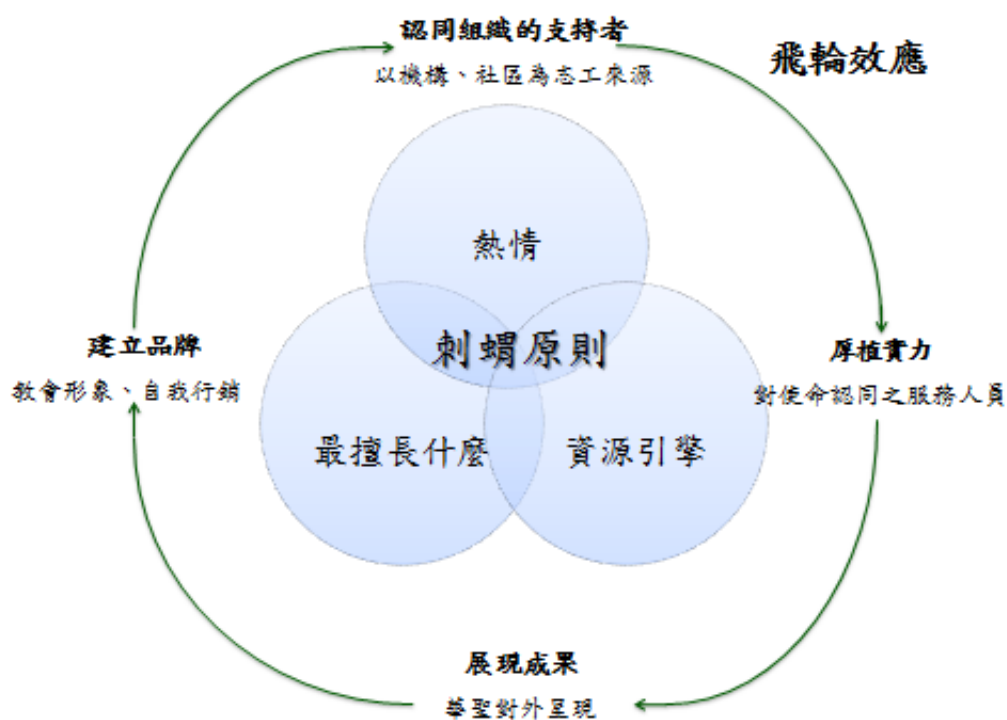 認同組織的支持者
以機構、社區為志工來源
飛輪效應
熱情
刺蝟原則
建立品牌
教會形象、自我行銷
厚植實力
對使命認同之服務人員
最擅長什麼
資源引擎
展現成果
華聖對外呈現